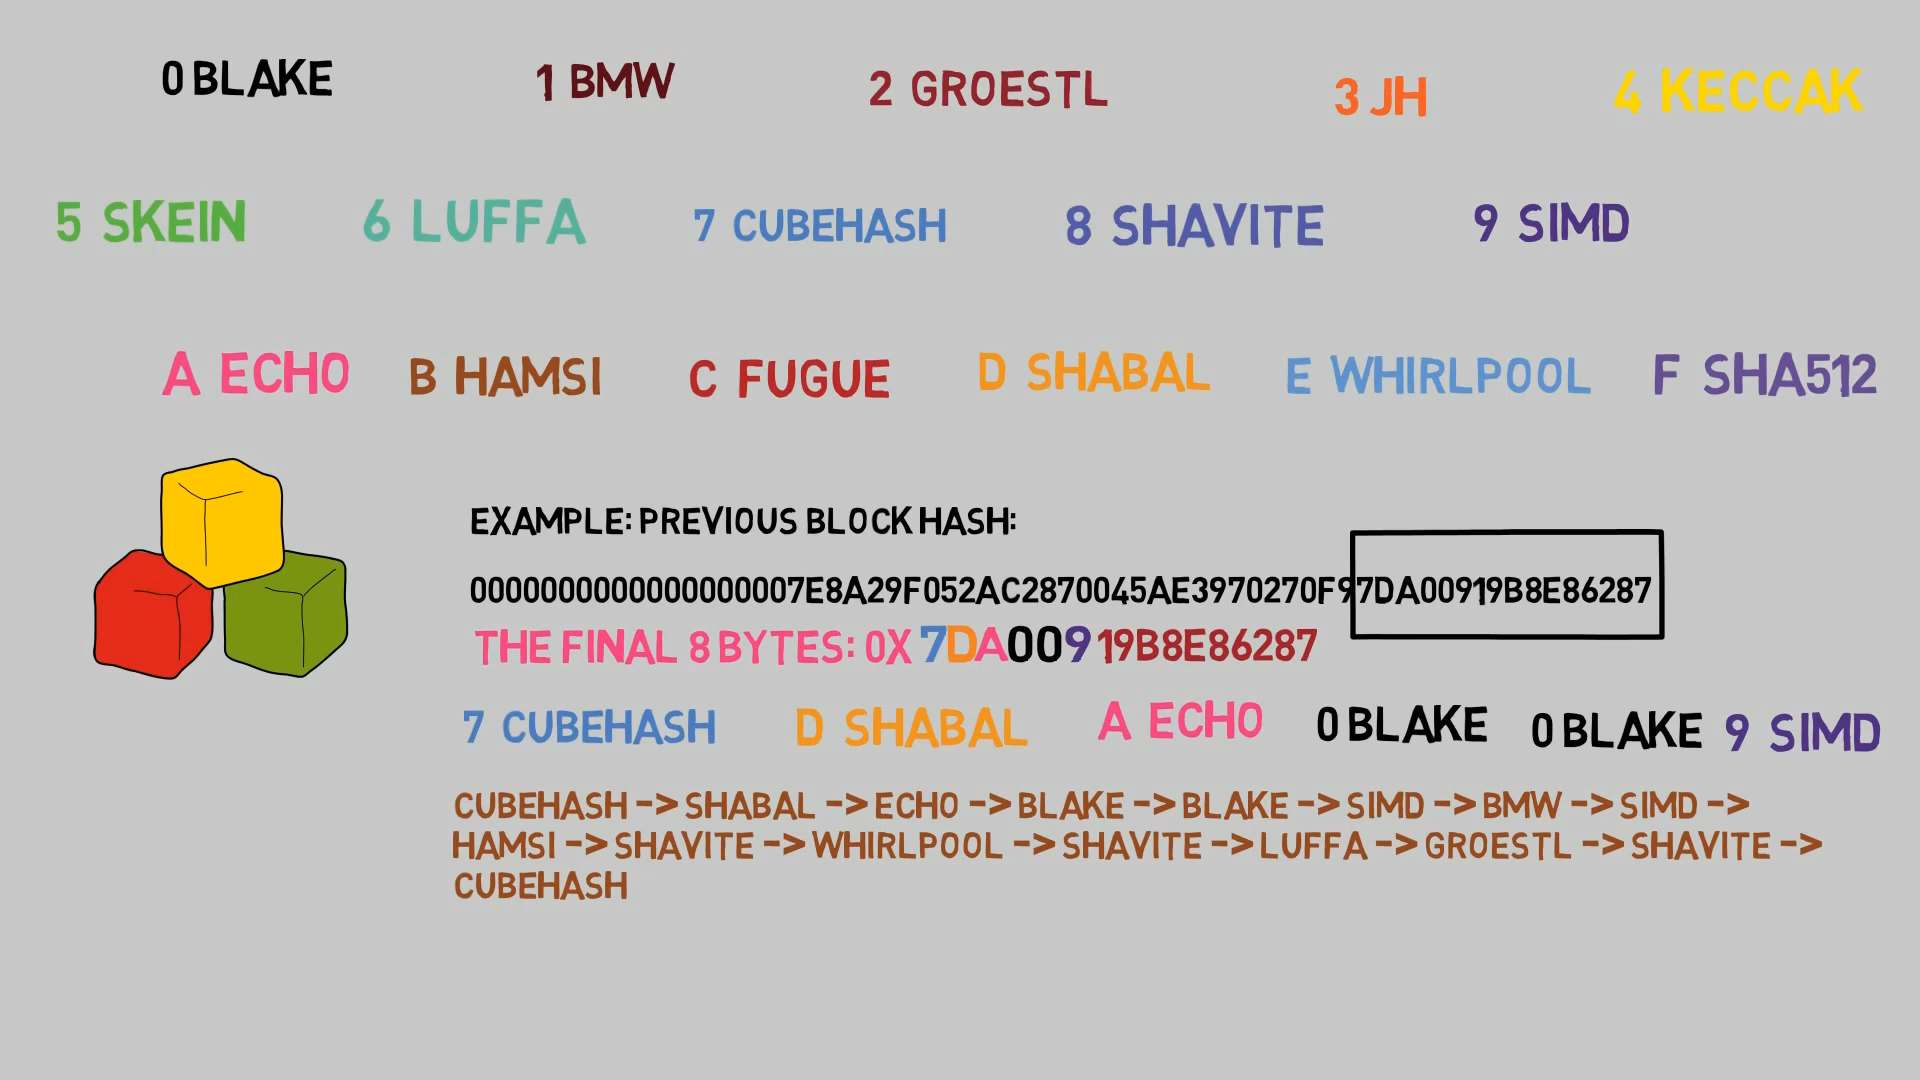 0 BLAKE 1 BMW 2 GROESTL 3 JH 4 KECCAK
5 SKEIN 6 LUFFA 7 CUBEHASH 8 SHAVITE 9 SIMD
A ECHO B HAMSI C FUGUE D SHABAL E WHIRLPOOL F SHA512
EXAMPLE: PREVIOUS BLOCK HASH:
0000000000000000007E8A29F052AC2870045AE3970270F97DA00919B8E86287
THE FINAL 8 BYTES: 0X 7DA00919B8E86287
7 CUBEHASH D SHABAL A ECHO 0 BLAKE 0 BLAKE 9 SIMD
CUBEHASH -> SHABAL -> ECHO -> BLAKE -> BLAKE -> SIMD -> BMW -> SIMD ->
HAMSI -> SHAVITE -> WHIRLPOOL -> SHAVITE -> LUFFA -> GROESTL -> SHAVITE ->
CUBEHASH